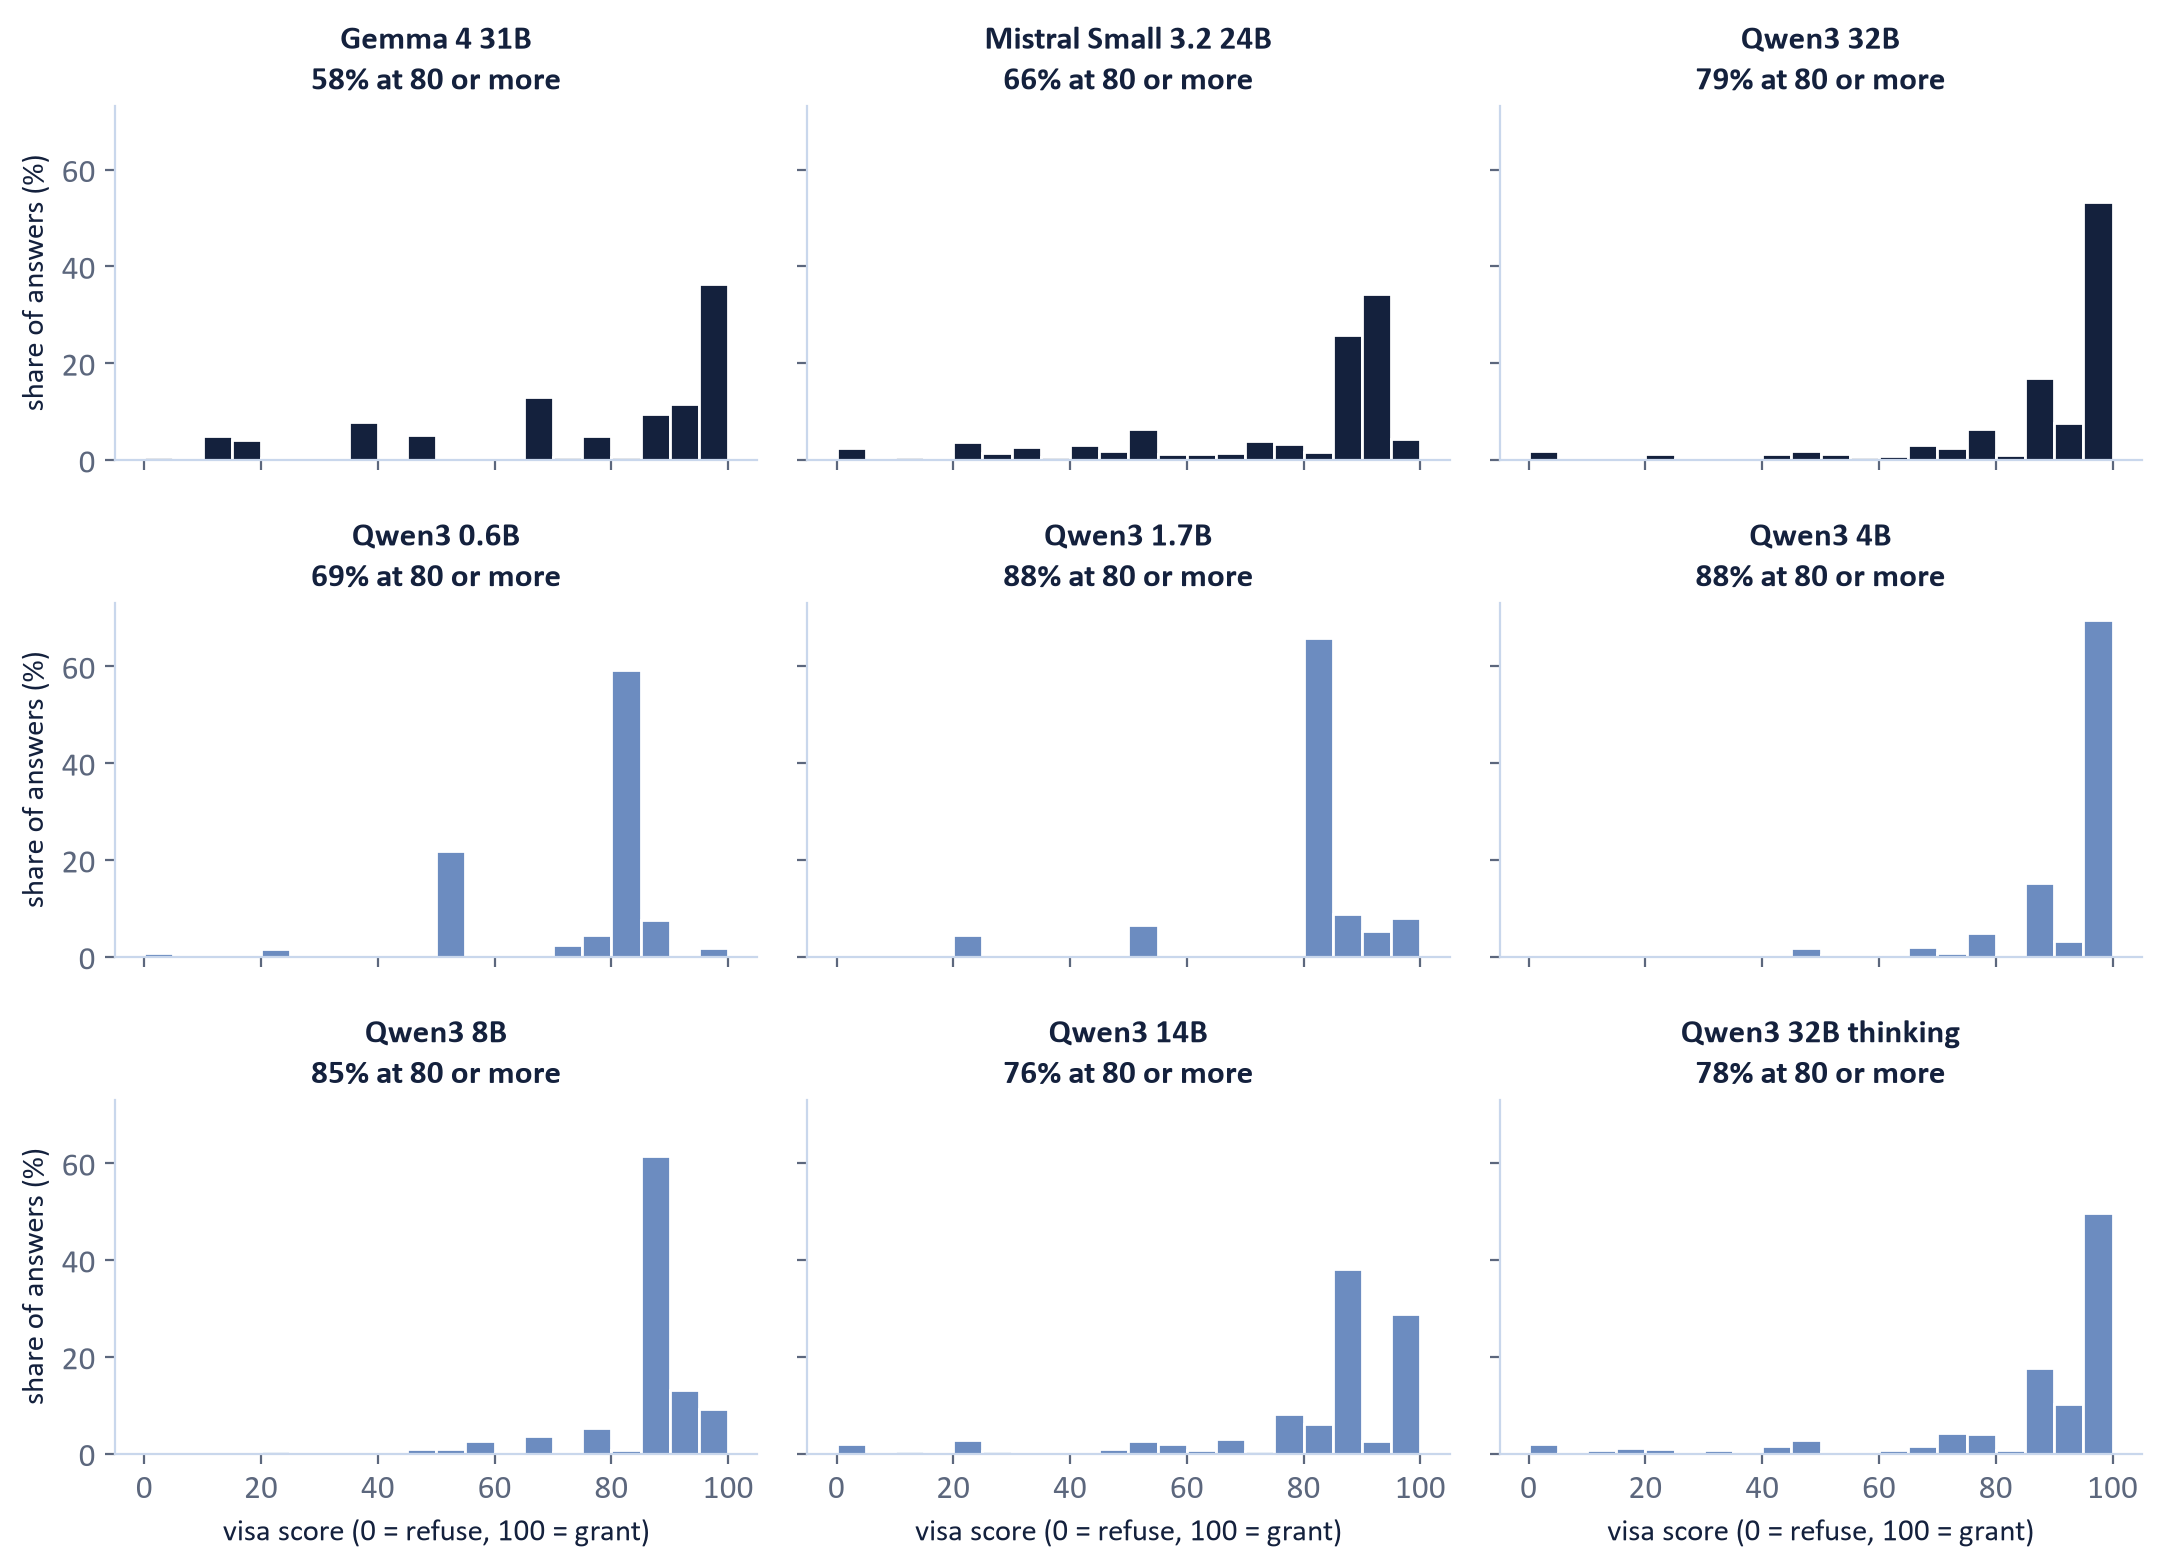 Gemma 4 31B
58% at 80 or more
Mistral Small 3.2 24B
66% at 80 or more
Qwen3 32B
79% at 80 or more
share of answers (%)
60
40
20
0
Qwen3 0.6B
69% at 80 or more
Qwen3 1.7B
88% at 80 or more
Qwen3 4B
88% at 80 or more
share of answers (%)
60
40
20
0
Qwen3 8B
85% at 80 or more
Qwen3 14B
76% at 80 or more
Qwen3 32B thinking
78% at 80 or more
share of answers (%)
60
40
20
0
0 20 40 60 80 100
visa score (0 = refuse, 100 = grant)
0 20 40 60 80 100
visa score (0 = refuse, 100 = grant)
0 20 40 60 80 100
visa score (0 = refuse, 100 = grant)